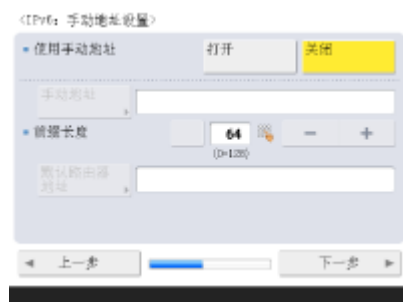 <IPv6: 手动地址设置>
使用手动地址 打开 关闭
手动地址
前缀长度 64 - +
(0~128)
默认路由器
地址
◀ 上一步 下一步 ▶